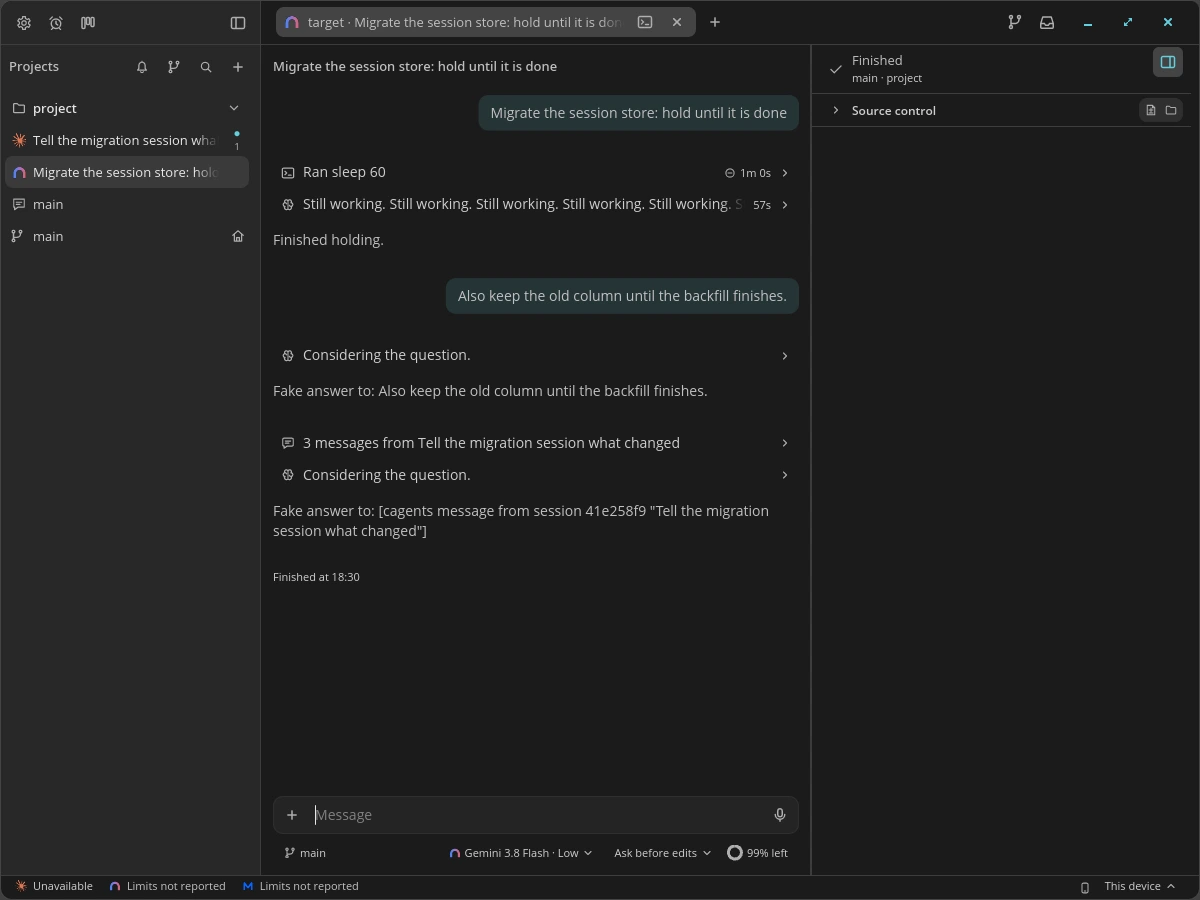 target · Migrate the session store: hold until it is don
Projects
Migrate the session store: hold until it is done
Finished
main · project
project
Migrate the session store: hold until it is done
Source control
Tell the migration session wha
1
Migrate the session store: hold
Ran sleep 60
1m 0s
main
Still working. Still working. Still working. Still working. Still working. S
57s
main
Finished holding.
Also keep the old column until the backfill finishes.
Considering the question.
Fake answer to: Also keep the old column until the backfill finishes.
3 messages from Tell the migration session what changed
Considering the question.
Fake answer to: [cagents message from session 41e258f9 "Tell the migration
session what changed"]
Finished at 18:30
Message
main
Gemini 3.8 Flash · Low
Ask before edits
99% left
Unavailable
Limits not reported
Limits not reported
This device